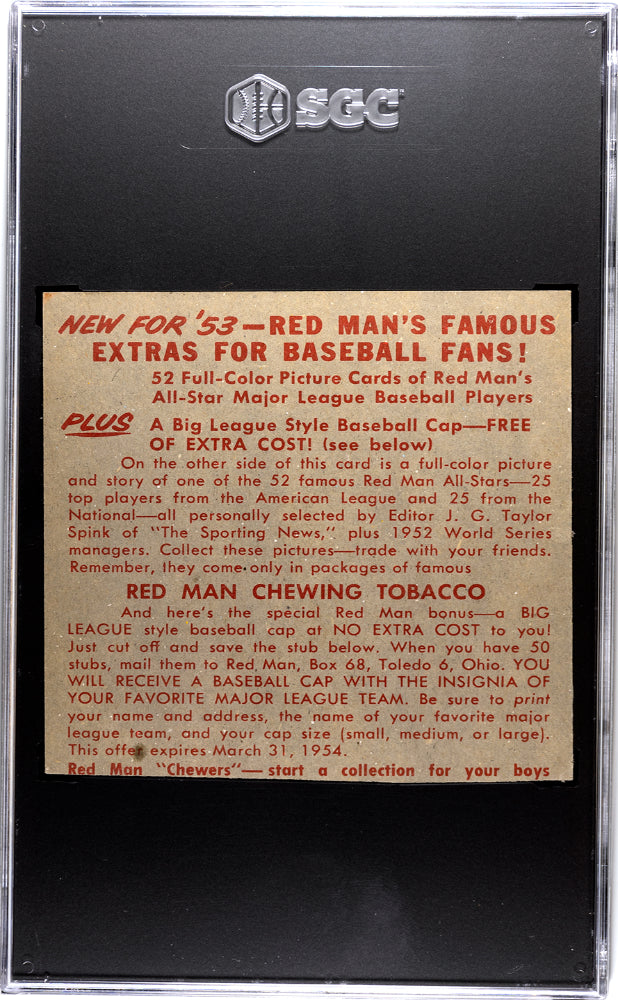 SGC
NEW FOR '53—RED MAN'S FAMOUS
EXTRAS FOR BASEBALL FANS!
52 Full-Color Picture Cards of Red Man's
All-Star Major League Baseball Players
PLUS A Big League Style Baseball Cap—FREE
OF EXTRA COST! (see below)
On the other side of this card is a full-color picture
and story of one of the 52 famous Red Man All-Stars—25
top players from the American League and 25 from the
National—all personally selected by Editor J. G. Taylor
Spink of "The Sporting News," plus 1952 World Series
managers. Collect these pictures—trade with your friends.
Remember, they come only in packages of famous
RED MAN CHEWING TOBACCO
And here's the special Red Man bonus—a BIG
LEAGUE style baseball cap at NO EXTRA COST to you!
Just cut off and save the stub below. When you have 50
stubs, mail them to Red Man, Box 68, Toledo 6, Ohio. YOU
WILL RECEIVE A BASEBALL CAP WITH THE INSIGNIA OF
YOUR FAVORITE MAJOR LEAGUE TEAM. Be sure to print
your name and address, the name of your favorite major
league team, and your cap size (small, medium, or large).
This offer expires March 31, 1954.
Red Man "Chewers"—start a collection for your boys